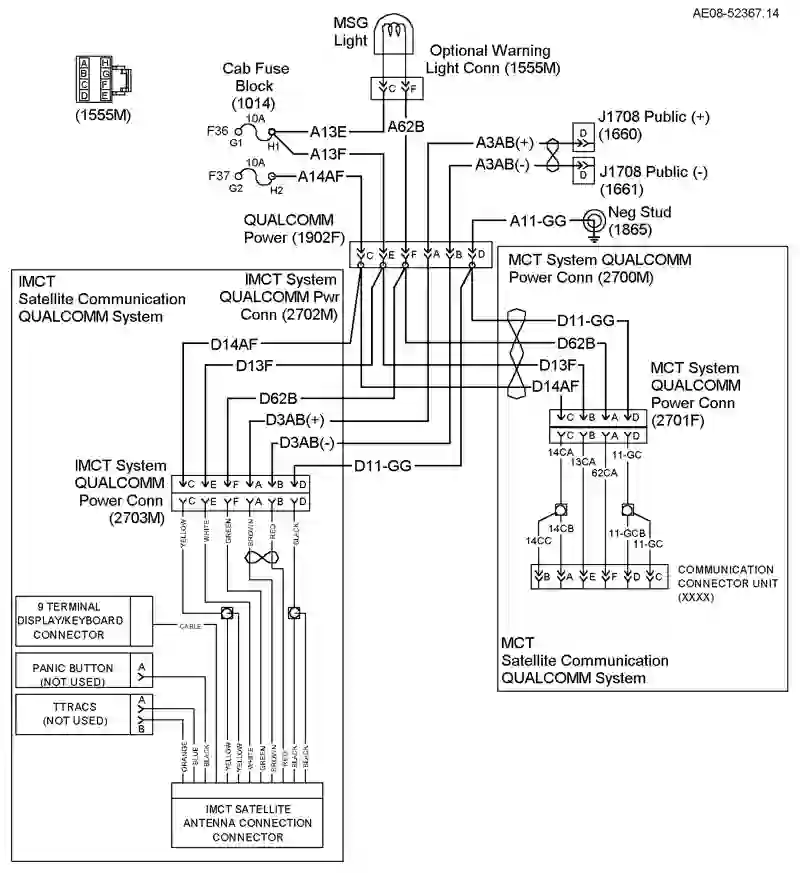 AE08-52367.14
MSG
Light
Optional Warning
Light Conn (1555M)
C F
A H
B G
C F
D E
(1555M)
Cab Fuse
Block
(1014)
10A
F36
G1
H1
A13E
A62B
A13F
10A
F37
G2
H2
A14AF
A3AB(+)
D
J1708 Public (+)
(1660)
A3AB(-)
D
J1708 Public (-)
(1661)
QUALCOMM
Power (1902F)
A11-GG
Neg Stud
(1865)
C E F A B D
IMCT
Satellite Communication
QUALCOMM System
IMCT System
QUALCOMM Pwr
Conn (2702M)
MCT System QUALCOMM
Power Conn (2700M)
D14AF
D13F
D62B
D3AB(+)
D3AB(-)
D11-GG
D11-GG
D62B
D13F
D14AF
MCT System
QUALCOMM
Power Conn
(2701F)
C B A D
C B A D
14CA
13CA
62CA
11-GC
14CC
14CB
11-GCB
11-GC
B A E F D C
COMMUNICATION
CONNECTOR UNIT
(XXXX)
MCT
Satellite Communication
QUALCOMM System
IMCT System
QUALCOMM
Power Conn
(2703M)
C E F A B D
C E F A B D
YELLOW
WHITE
GREEN
BROWN
RED
BLACK
9 TERMINAL
DISPLAY/KEYBOARD
CONNECTOR
CABLE
PANIC BUTTON
(NOT USED)
A
B
TTRACS
(NOT USED)
A
B
ORANGE
BLUE
BLACK
YELLOW
YELLOW
WHITE
GREEN
BROWN
RED
BLACK
BLACK
IMCT SATELLITE
ANTENNA CONNECTION
CONNECTOR